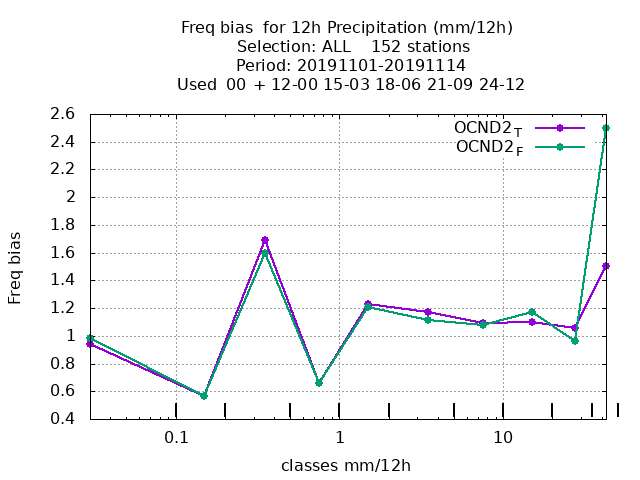 Freq bias  for 12h Precipitation (mm/12h)
Selection: ALL    152 stations
Period: 20191101-20191114
Used  00 + 12-00 15-03 18-06 21-09 24-12
OCND2T
OCND2F
2.6
2.4
2.2
2
1.8
1.6
1.4
1.2
1
0.8
0.6
0.4
Freq bias
0.1 1 10
classes mm/12h